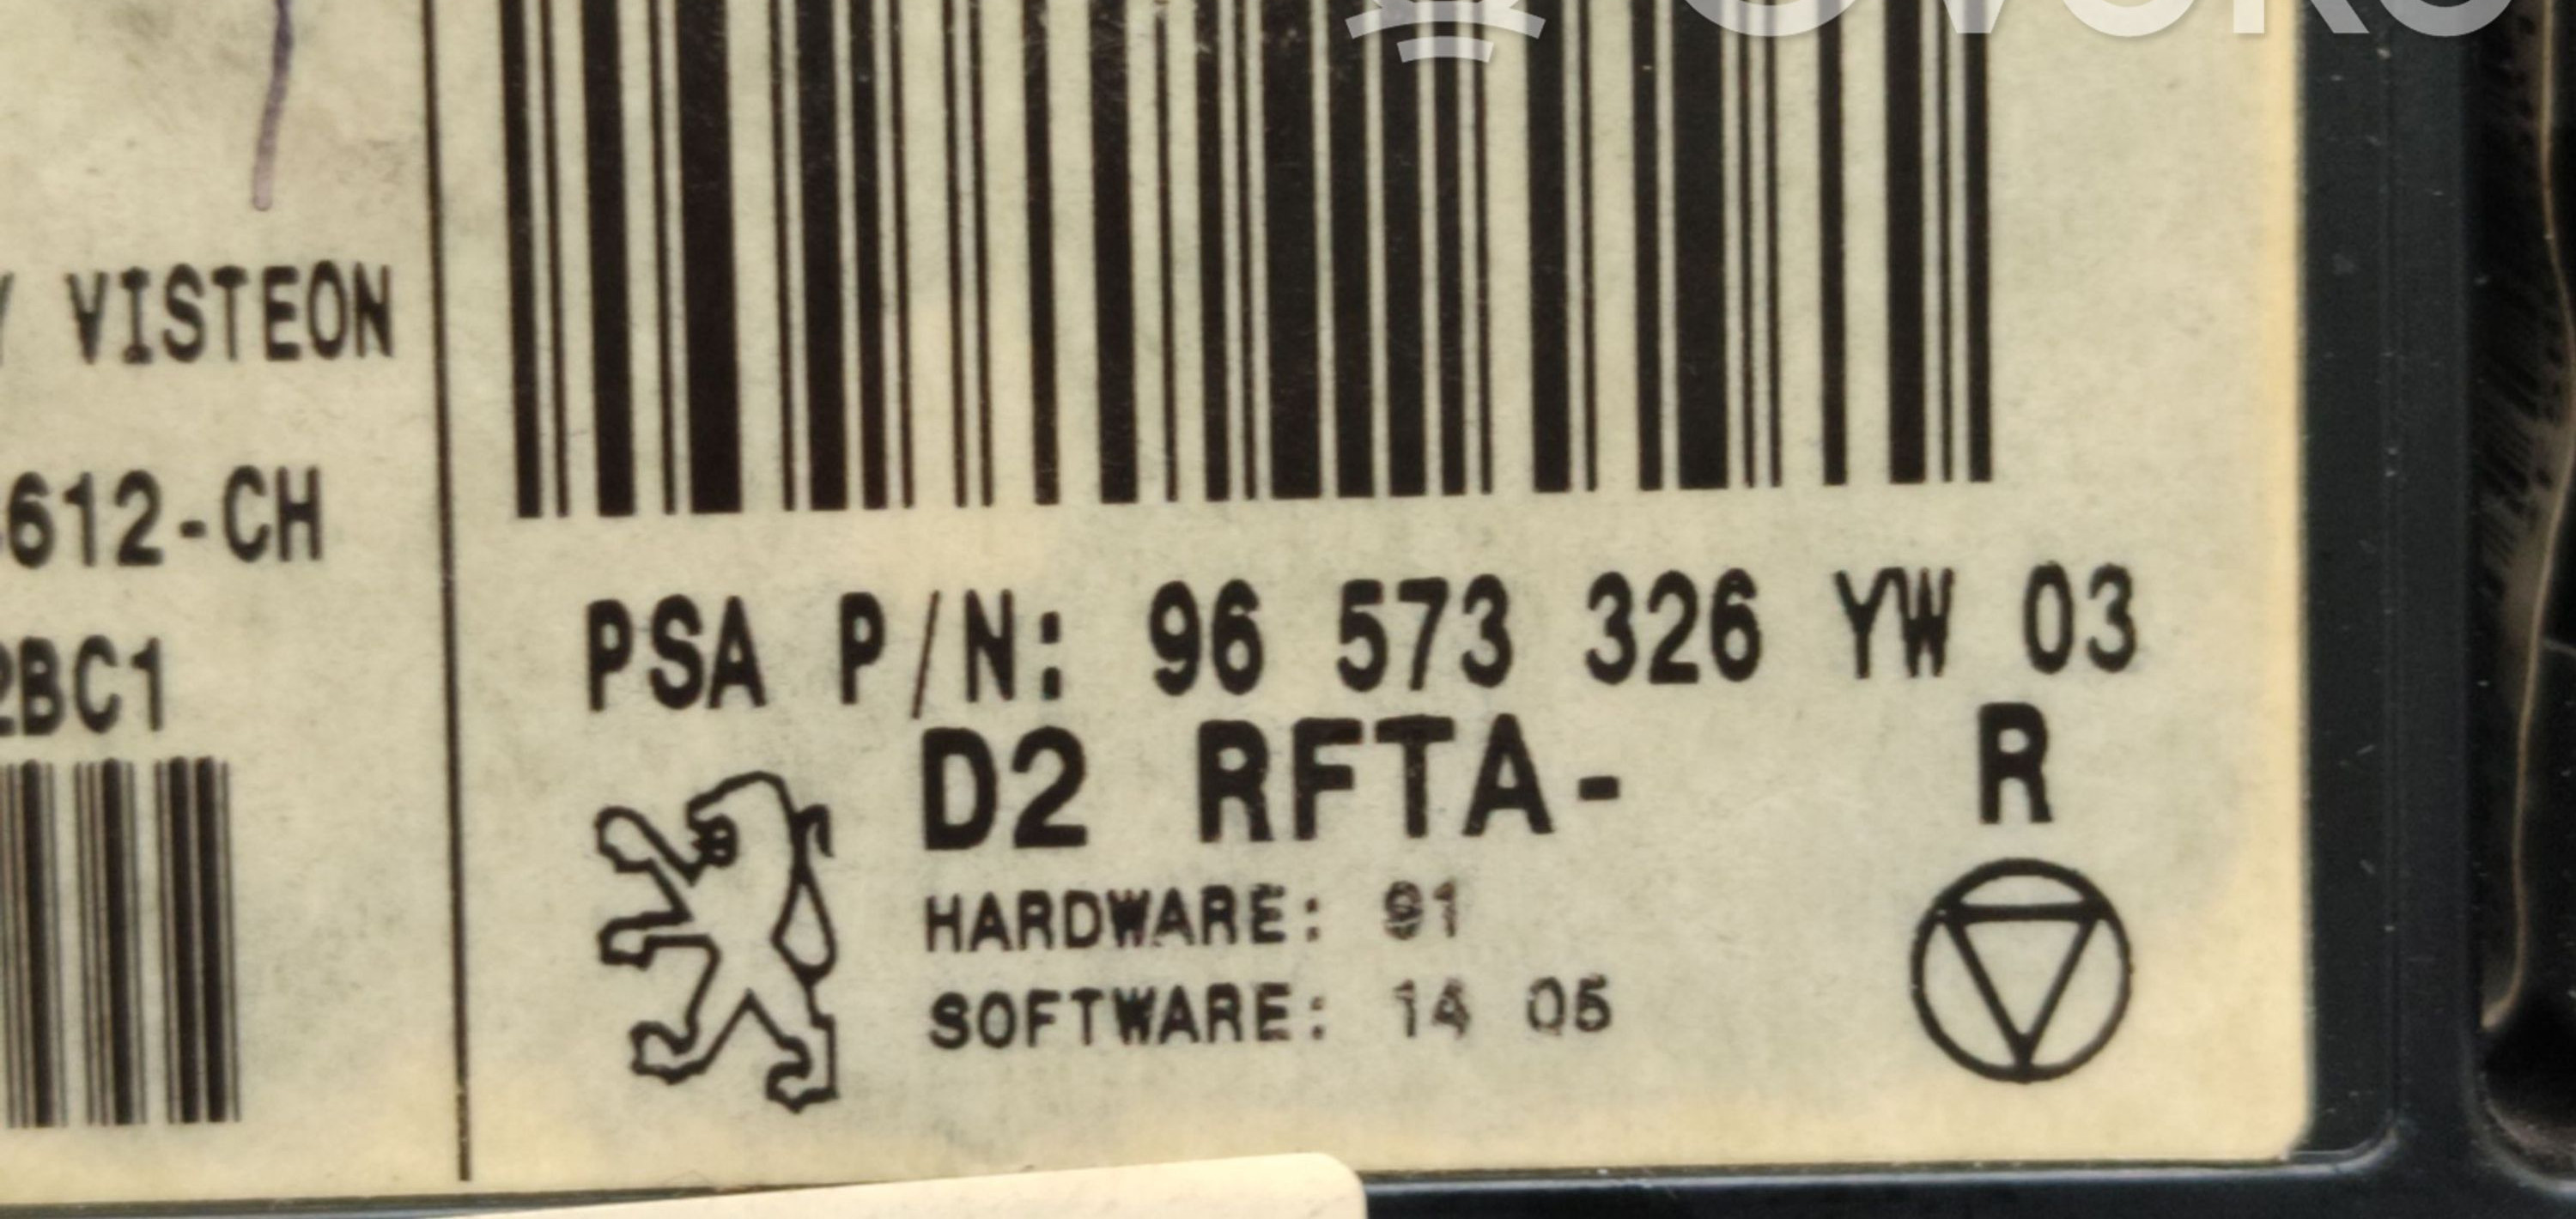 VISTEON
612-CH
2BC1
PSA P/N: 96 573 326 YW 03
D2 RFTA- R
HARDWARE: 91
SOFTWARE: 14 05